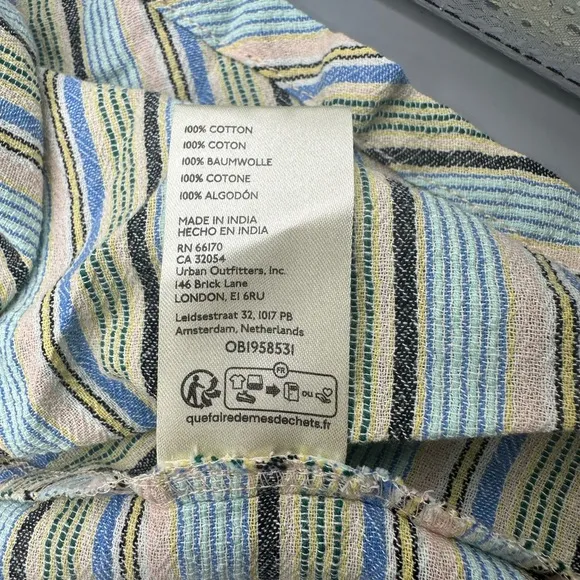 100% COTTON
100% COTON
100% BAUMWOLLE
100% COTONE
100% ALGODÓN
MADE IN INDIA
HECHO EN INDIA
RN 66170
CA 32054
Urban Outfitters, Inc.
146 Brick Lane
LONDON, E1 6RU
Leidsestraat 32, 1017 PB
Amsterdam, Netherlands
OB1958531
FR
OU
quefairedemesdechets.fr